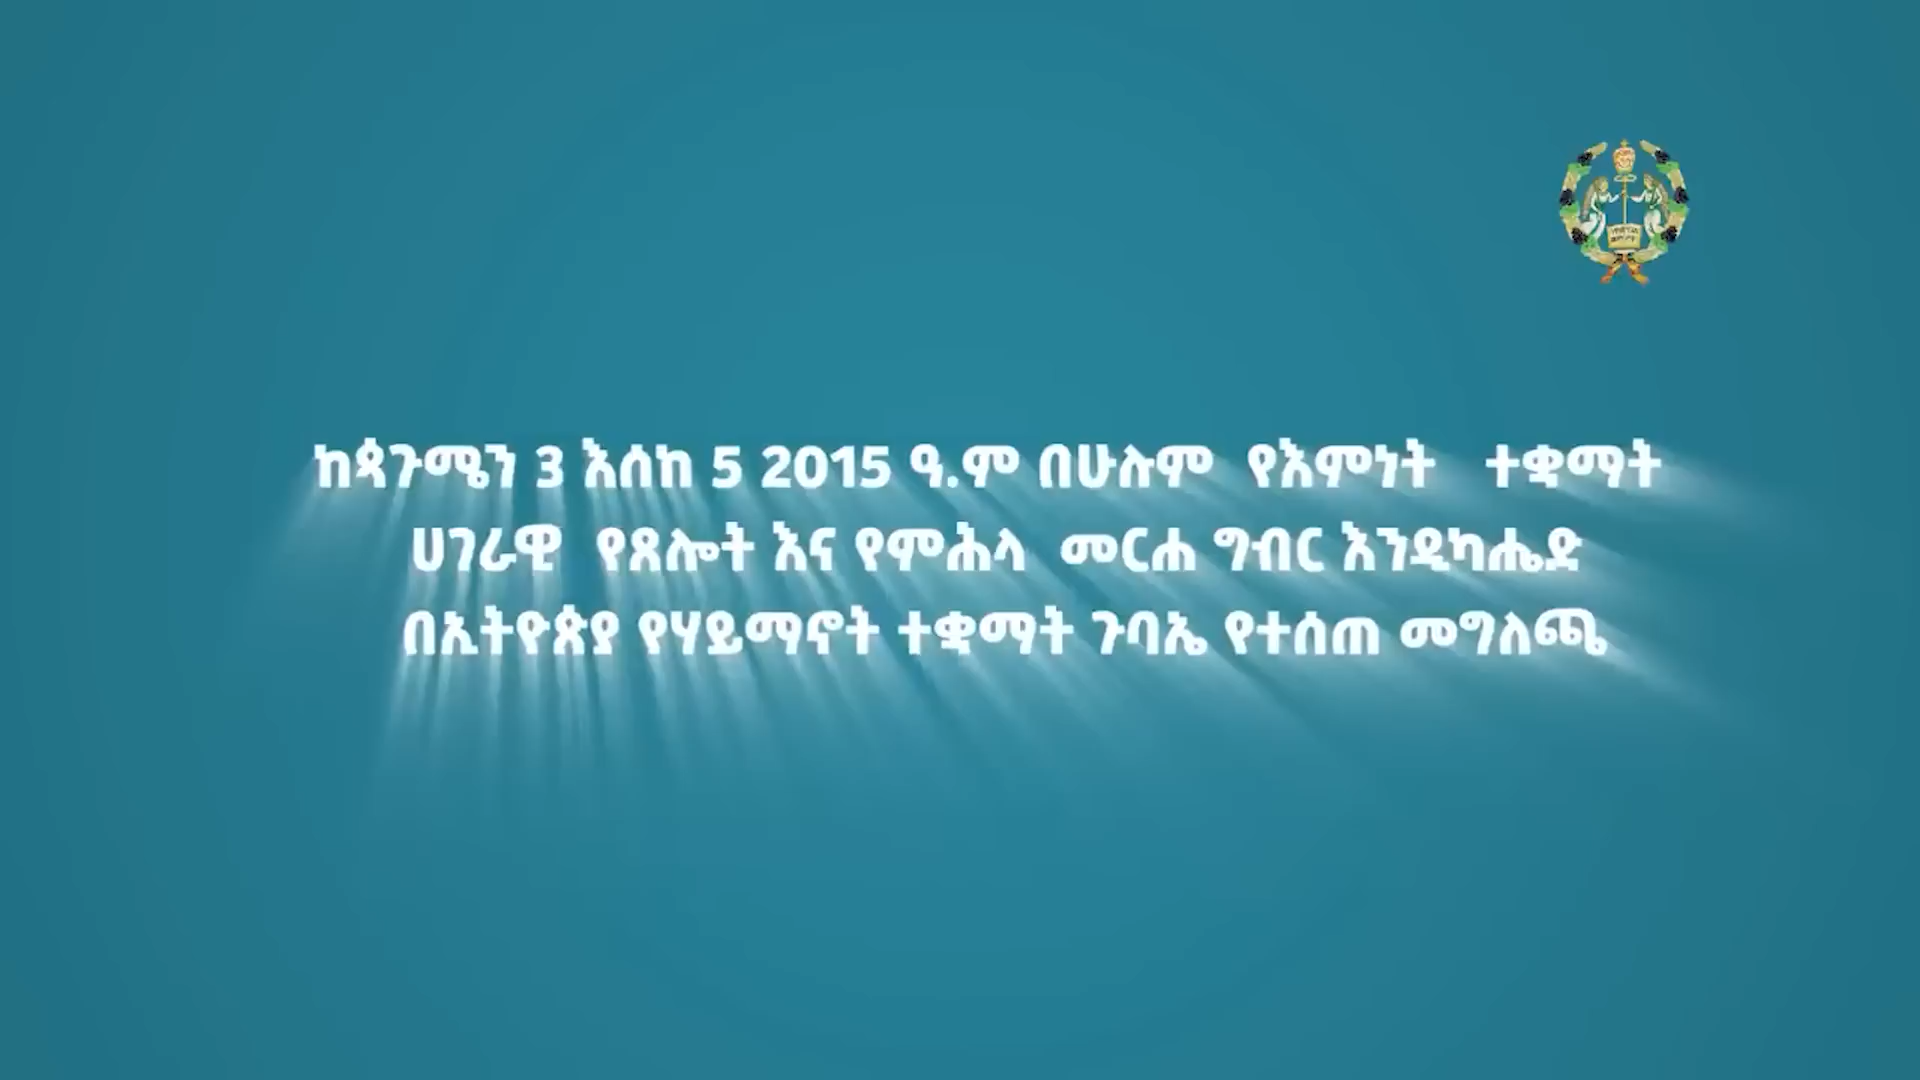 ከጳጉሜን 3 እሰከ 5 2015 ዓ.ም በሁሉም የእምነት ተቋማት
ሀገራዊ የጸሎት እና የምሕላ መርሐ ግብር እንዲካሔድ
በኢትዮጵያ የሃይማኖት ተቋማት ጉባኤ የተሰጠ መግለጫ